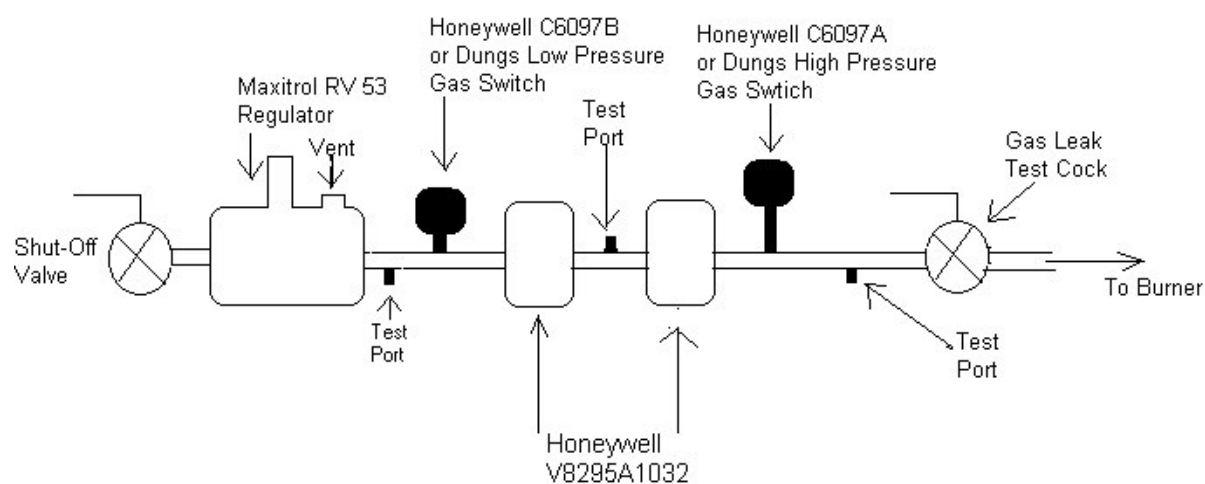 Honeywell C6097B
or Dungs Low Pressure
Gas Switch
Honeywell C6097A
or Dungs High Pressure
Gas Swtich
Maxitrol RV 53
Regulator
Vent
Test
Port
Gas Leak
Test Cock
Shut-Off
Valve
To Burner
Test
Port
Test
Port
Honeywell
V8295A1032